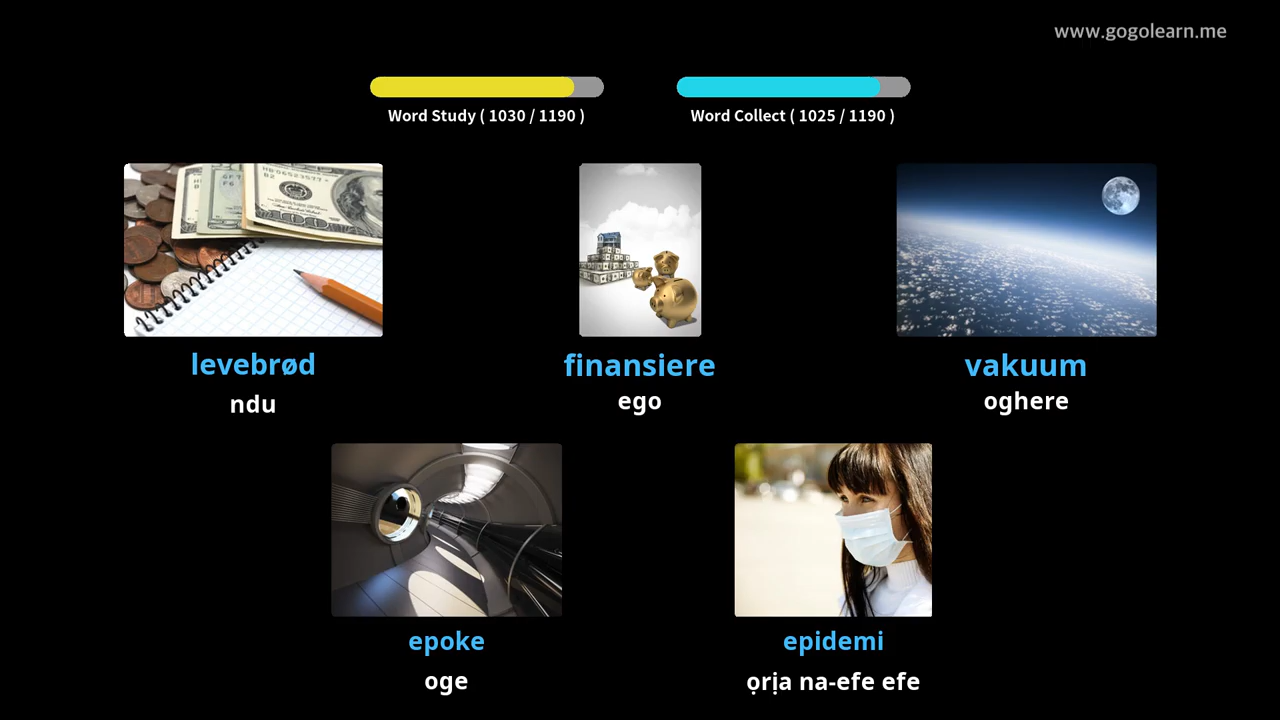 www.gogolearn.me
Word Study ( 1030 / 1190 )
Word Collect ( 1025 / 1190 )
levebrød
finansiere
vakuum
ndu
ego
oghere
epoke
epidemi
oge
ọrịa na-efe efe